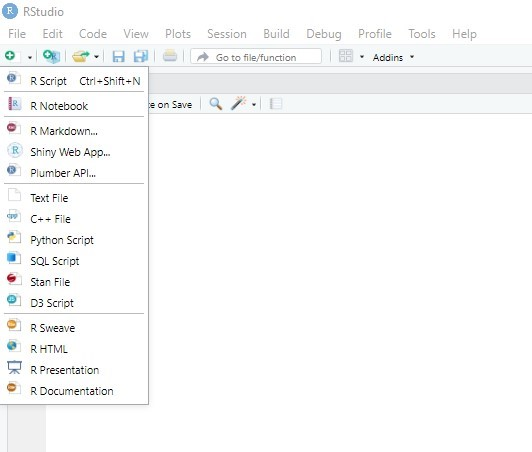 RStudio
File Edit Code View Plots Session Build Debug Profile Tools Help
Go to file/function Addins
R Script Ctrl+Shift+N
on Save
R Notebook
R Markdown...
Shiny Web App...
Plumber API...
Text File
C++ File
Python Script
SQL Script
Stan File
D3 Script
R Sweave
R HTML
R Presentation
R Documentation